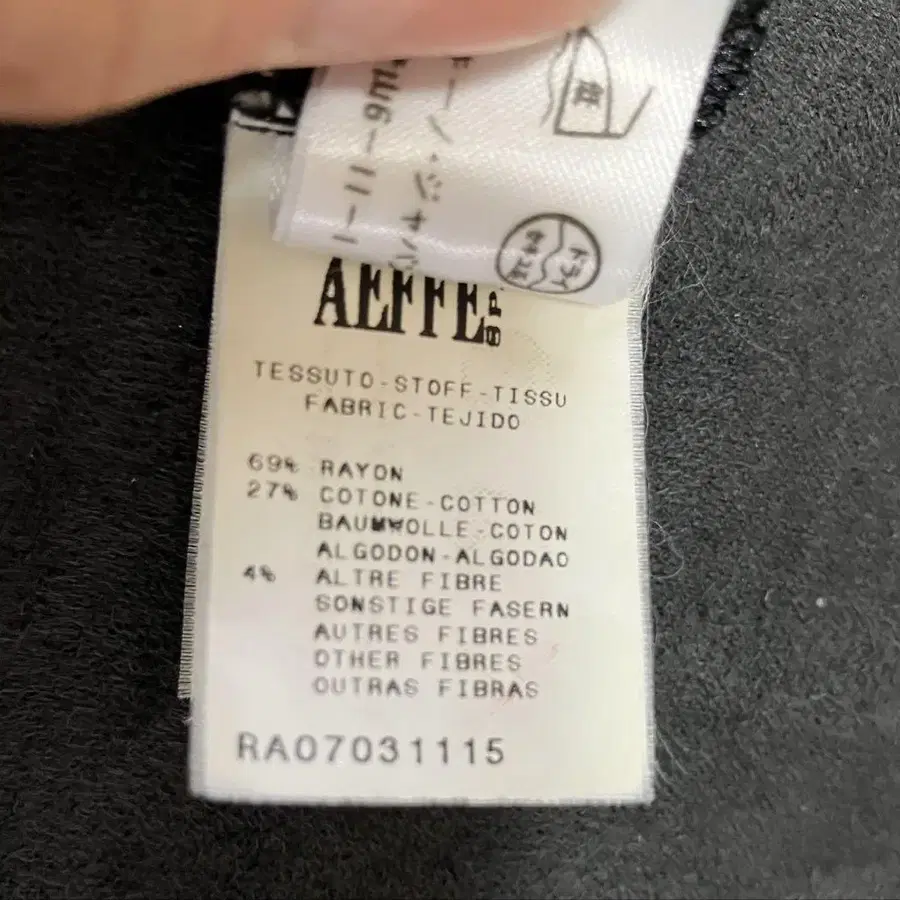 AEFFE SPA
TESSUTO-STOFF-TISSU
FABRIC-TEJIDO
69% RAYON
27% COTONE-COTTON
BAUMWOLLE-COTON
ALGODON-ALGODAO
4% ALTRE FIBRE
SONSTIGE FASERN
AUTRES FIBRES
OTHER FIBRES
OUTRAS FIBRAS
RA07031115